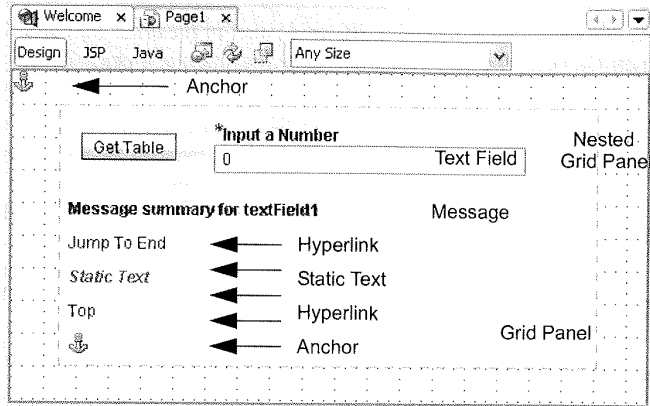 Welcome x Page1 x
Design JSP Java Any Size
Anchor
*Input a Number
Get Table 0 Text Field
Nested
Grid Pane
Message summary for textField1 Message
Jump To End Hyperlink
Static Text Static Text
Top Hyperlink
Grid Panel
Anchor